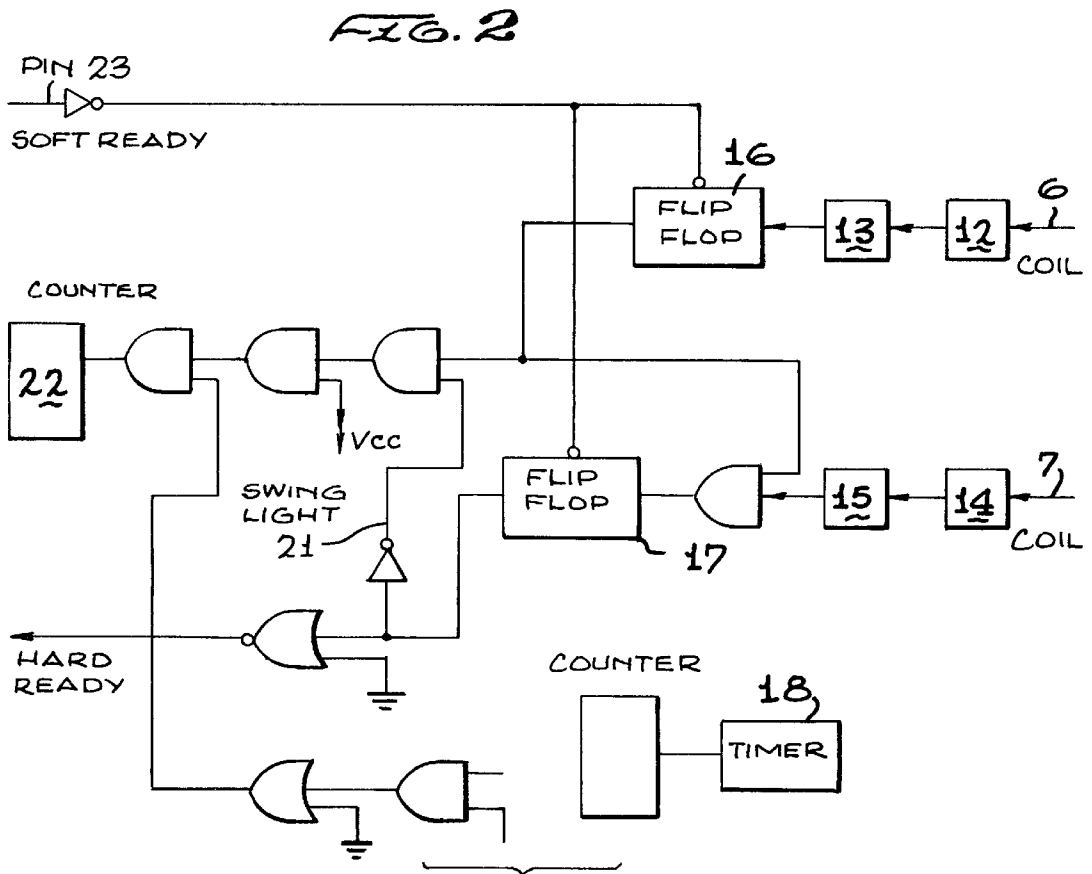 FIG. 2
PIN 23
SOFT READY
16
FLIP
FLOP
13
12
6
COIL
COUNTER
22
Vcc
SWING
LIGHT
21
FLIP
FLOP
17
15
14
7
COIL
HARD
READY
COUNTER
18
TIMER